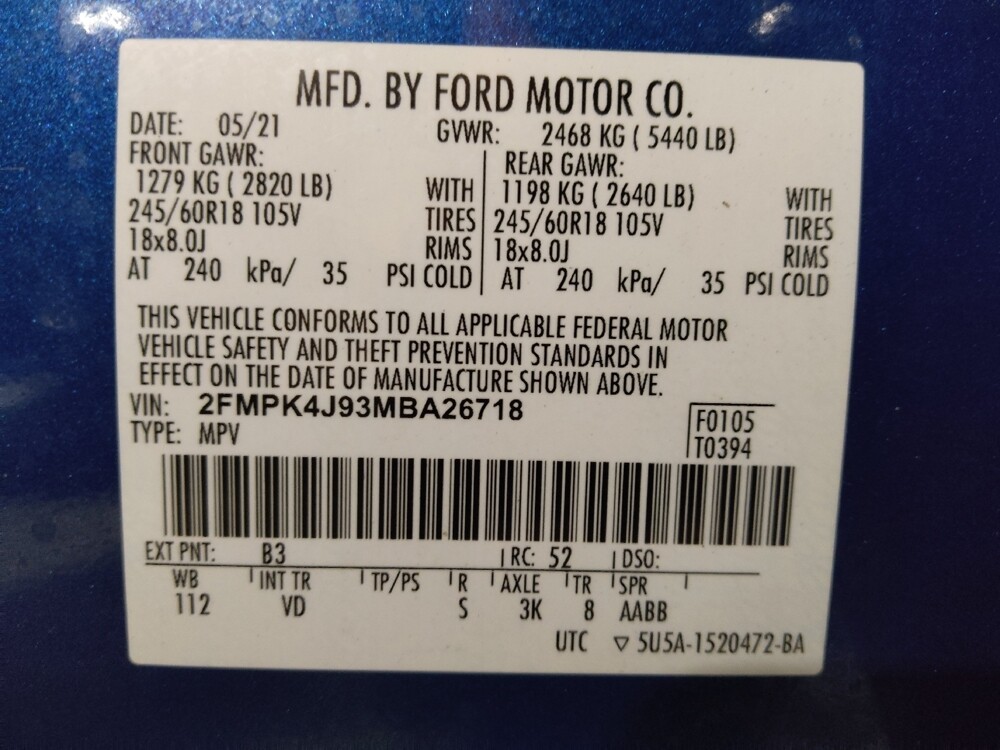 MFD. BY FORD MOTOR CO.
DATE: 05/21 GVWR: 2468 KG ( 5440 LB)
FRONT GAWR: REAR GAWR:
1279 KG ( 2820 LB) WITH 1198 KG ( 2640 LB) WITH
245/60R18 105V TIRES 245/60R18 105V TIRES
18x8.0J RIMS 18x8.0J RIMS
AT 240 kPa/ 35 PSI COLD AT 240 kPa/ 35 PSI COLD
THIS VEHICLE CONFORMS TO ALL APPLICABLE FEDERAL MOTOR
VEHICLE SAFETY AND THEFT PREVENTION STANDARDS IN
EFFECT ON THE DATE OF MANUFACTURE SHOWN ABOVE.
VIN: 2FMPK4J93MBA26718
TYPE: MPV
F0105
T0394
EXT PNT: B3 RC: 52 DSO:
WB INT TR TP/PS R AXLE TR SPR
112 VD S 3K 8 AABB
UTC ▽ 5U5A-1520472-BA